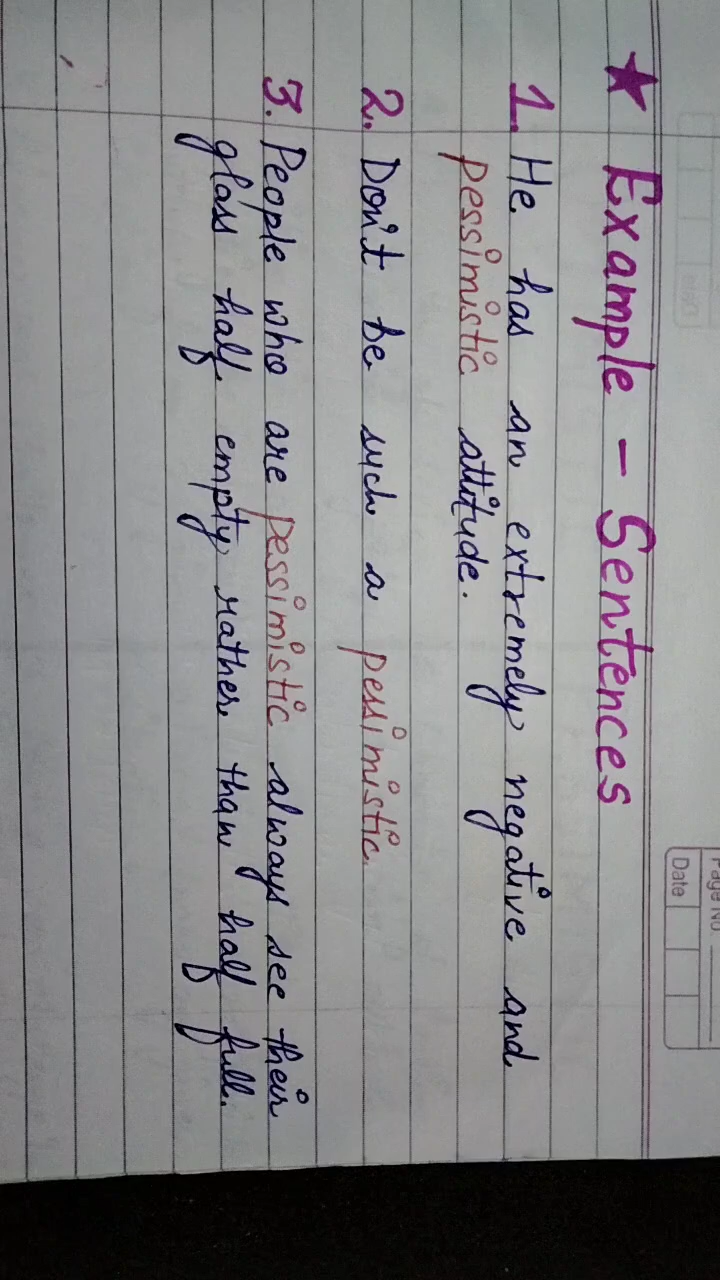 Page No
Date
★ Example - Sentences
1. He has an extremely negative and
pessimistic attitude.
2. Don't be such a pessimistic.
3. People who are pessimistic always see their
glass half empty rather than half full.